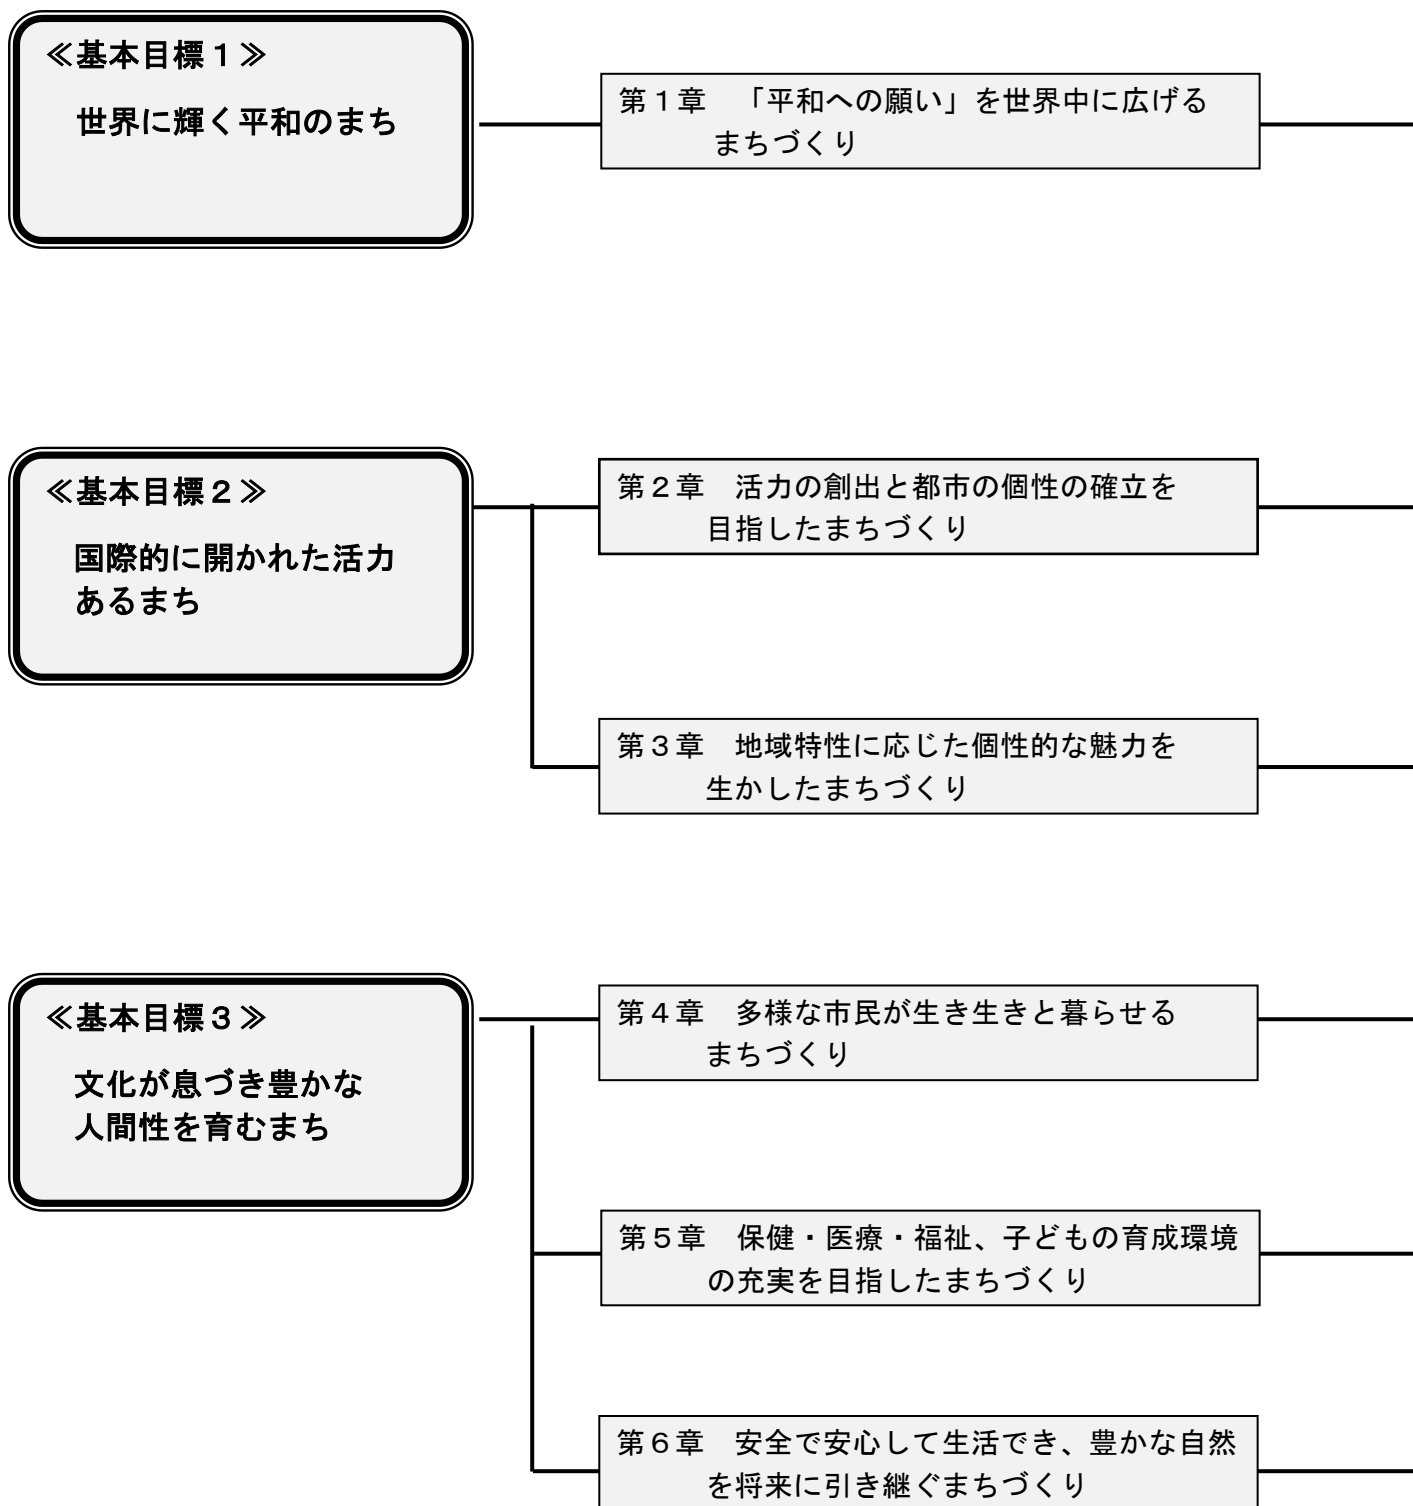 ≪基本目標１≫
世界に輝く平和のまち
第１章　「平和への願い」を世界中に広げる
まちづくり
≪基本目標２≫
国際的に開かれた活力
あるまち
第２章　活力の創出と都市の個性の確立を
目指したまちづくり
第３章　地域特性に応じた個性的な魅力を
生かしたまちづくり
≪基本目標３≫
文化が息づき豊かな
人間性を育むまち
第４章　多様な市民が生き生きと暮らせる
まちづくり
第５章　保健・医療・福祉、子どもの育成環境
の充実を目指したまちづくり
第６章　安全で安心して生活でき、豊かな自然
を将来に引き継ぐまちづくり